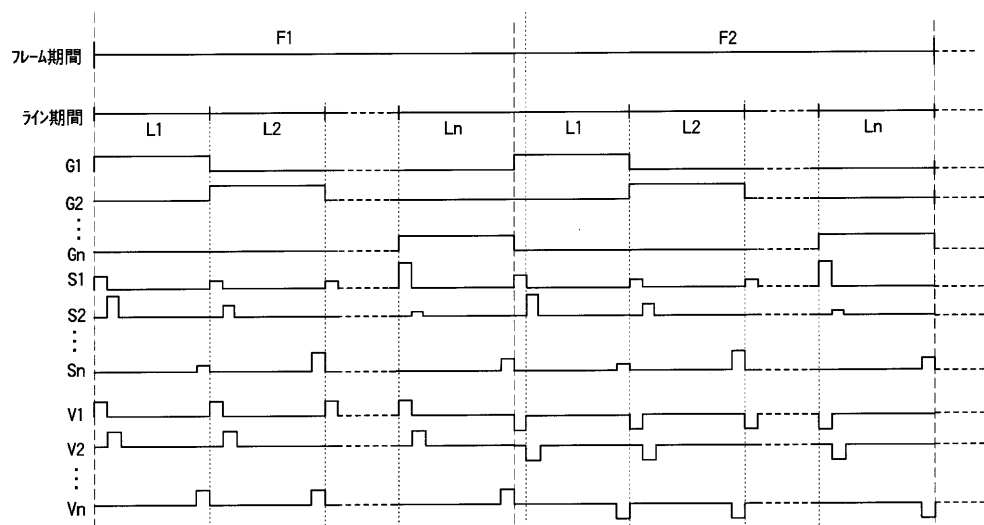 F1 F2
フレーム期間
ライン期間
L1 L2 Ln L1 L2 Ln
G1
G2
⋮
Gn
S1
S2
⋮
Sn
V1
V2
⋮
Vn